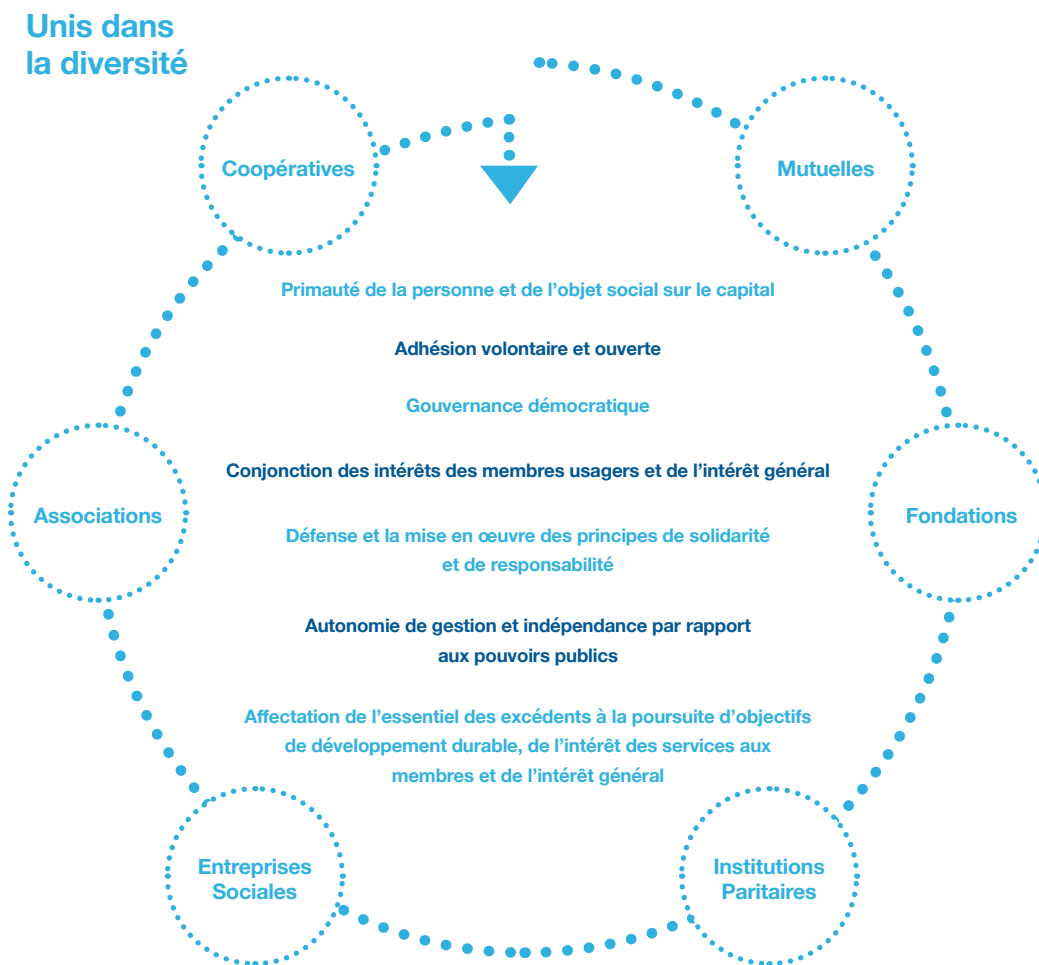 Unis dans
la diversité
Coopératives
Mutuelles
Primauté de la personne et de l’objet social sur le capital
Adhésion volontaire et ouverte
Gouvernance démocratique
Conjonction des intérêts des membres usagers et de l’intérêt général
Associations
Fondations
Défense et la mise en œuvre des principes de solidarité
et de responsabilité
Autonomie de gestion et indépendance par rapport
aux pouvoirs publics
Affectation de l’essentiel des excédents à la poursuite d’objectifs
de développement durable, de l’intérêt des services aux
membres et de l’intérêt général
Entreprises
Sociales
Institutions
Paritaires